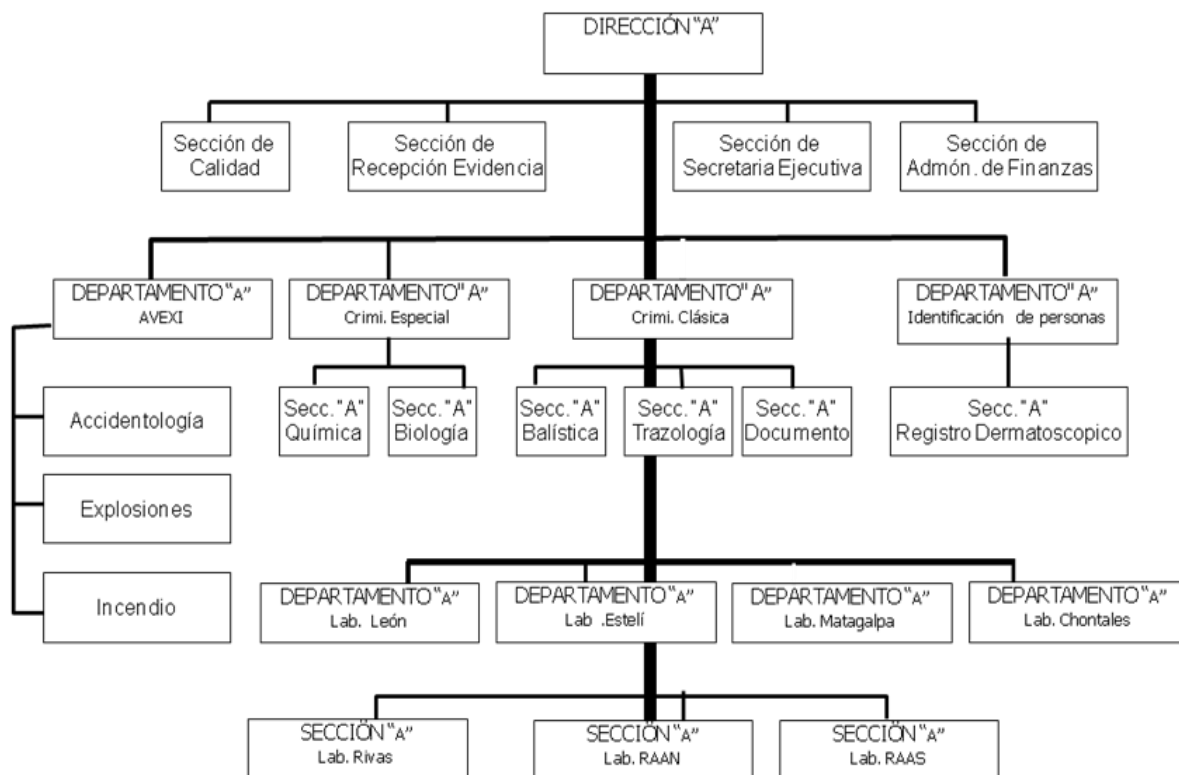 DIRECCIÓN "A"
Sección de
Calidad
Sección de
Recepción Evidencia
Sección de
Secretaria Ejecutiva
Sección de
Admón. de Finanzas
DEPARTAMENTO "A"
AVEXI
DEPARTAMENTO" A"
Crimi. Especial
DEPARTAMENTO" A"
Crimi. Clásica
DEPARTAMENTO "A"
Identificación de personas
Accidentología
Explosiones
Incendio
Secc. "A"
Química
Secc. "A"
Biología
Secc. "A"
Balística
Secc. "A"
Trazología
Secc. "A"
Documento
Secc. "A"
Registro Dermatoscopico
DEPARTAMENTO "A"
Lab. León
DEPARTAMENTO "A"
Lab .Estelí
DEPARTAMENTO "A"
Lab. Matagalpa
DEPARTAMENTO "A"
Lab. Chontales
SECCIÖN "A"
Lab. Rivas
SECCIÖN "A"
Lab. RAAN
SECCIÖN "A"
Lab. RAAS